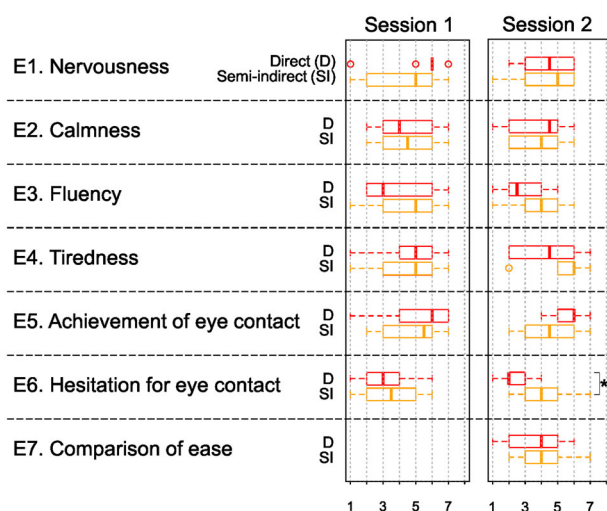 Session 1 Session 2
E1. Nervousness Direct (D)
Semi-indirect (SI)
E2. Calmness D
SI
E3. Fluency D
SI
E4. Tiredness D
SI
E5. Achievement of eye contact D
SI
E6. Hesitation for eye contact D
SI *
E7. Comparison of ease D
SI
1 3 5 7 1 3 5 7